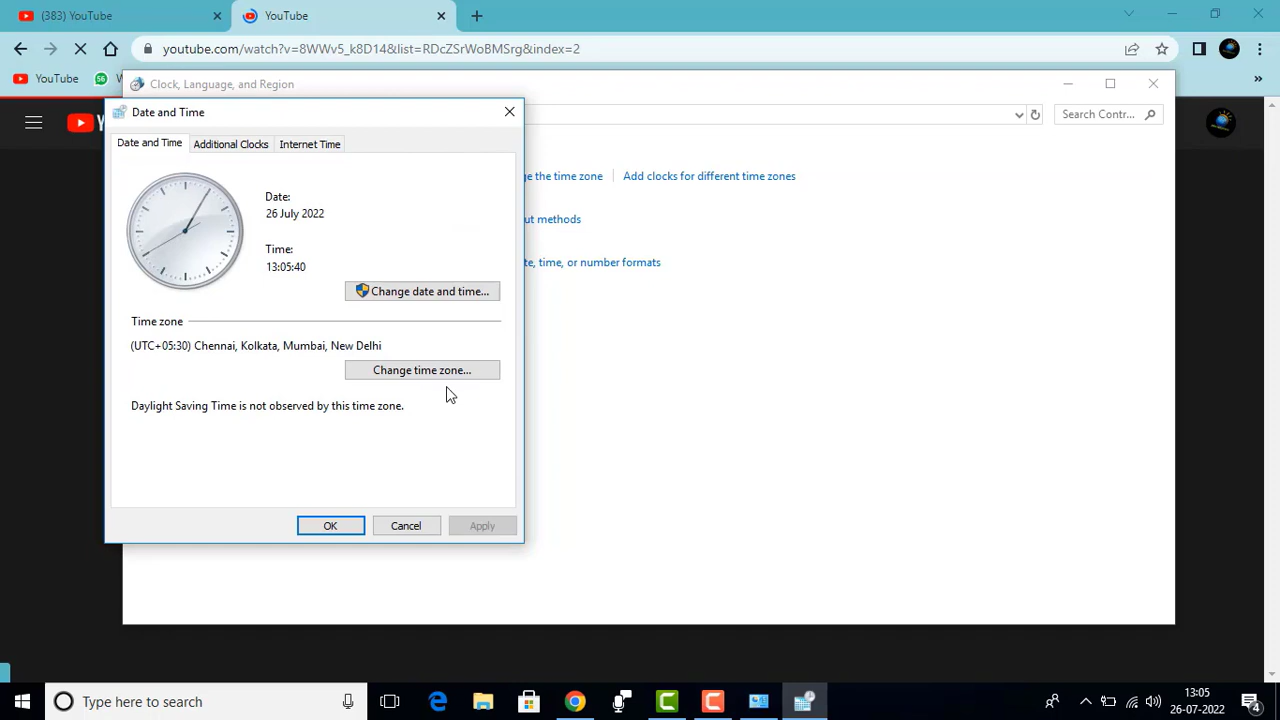 (383) YouTube
YouTube
youtube.com/watch?v=8WWv5_k8D14&list=RDcZSrWoBMSrg&index=2
YouTube
56
W
Clock, Language, and Region
Search Contr...
Date and Time
Date and Time
Additional Clocks
Internet Time
Date:
26 July 2022
Time:
13:05:40
Change date and time...
Time zone
(UTC+05:30) Chennai, Kolkata, Mumbai, New Delhi
Change time zone...
Daylight Saving Time is not observed by this time zone.
OK
Cancel
Apply
ge the time zone
Add clocks for different time zones
ut methods
te, time, or number formats
Y
Type here to search
13:05
26-07-2022
4